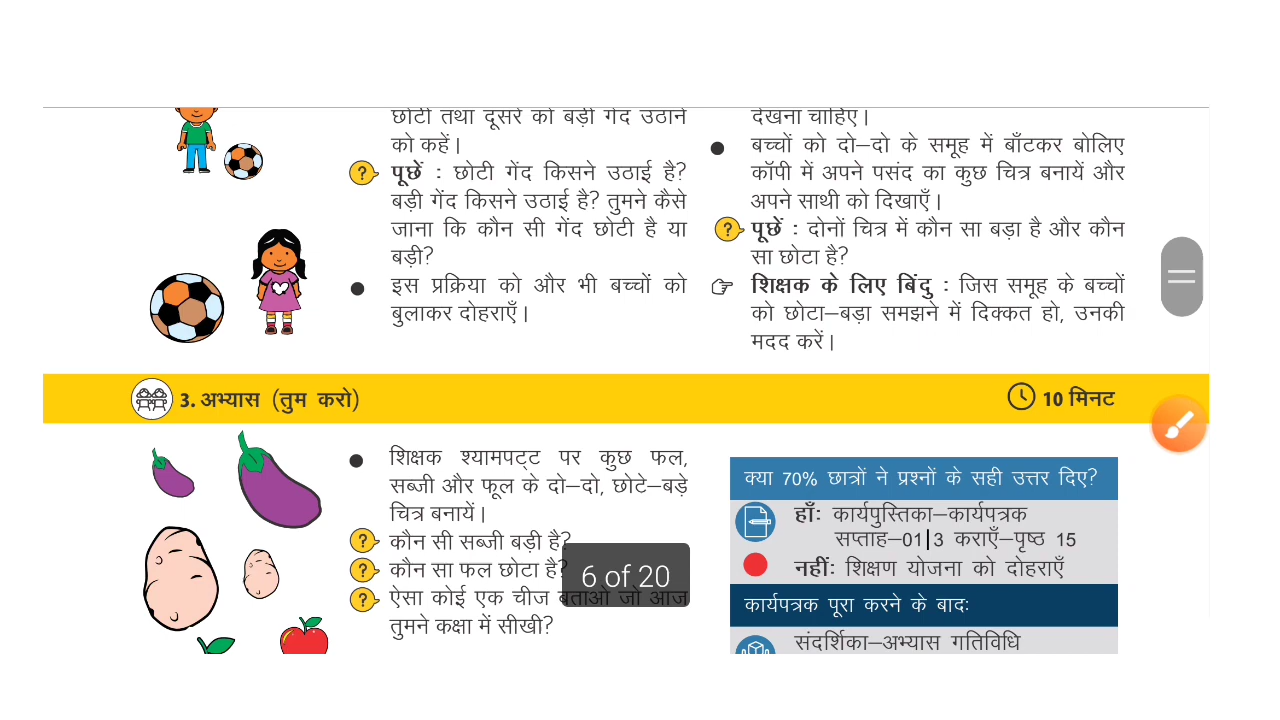 छोटी तथा दूसरे को बड़ी गेंद उठाने
को कहें।
पूछें : छोटी गेंद किसने उठाई है?
बड़ी गेंद किसने उठाई है? तुमने कैसे
जाना कि कौन सी गेंद छोटी है या
बड़ी?
● इस प्रक्रिया को और भी बच्चों को
बुलाकर दोहराएँ।
देखना चाहिए।
● बच्चों को दो–दो के समूह में बाँटकर बोलिए
कॉपी में अपने पसंद का कुछ चित्र बनायें और
अपने साथी को दिखाएँ।
पूछें : दोनों चित्र में कौन सा बड़ा है और कौन
सा छोटा है?
शिक्षक के लिए बिंदु : जिस समूह के बच्चों
को छोटा–बड़ा समझने में दिक्कत हो, उनकी
मदद करें।
3. अभ्यास (तुम करो)
10 मिनट
● शिक्षक श्यामपट्ट पर कुछ फल,
सब्जी और फूल के दो–दो, छोटे–बड़े
चित्र बनायें।
कौन सी सब्जी बड़ी है?
कौन सा फल छोटा है?
ऐसा कोई एक चीज बताओ जो आज
तुमने कक्षा में सीखी?
6 of 20
क्या 70% छात्रों ने प्रश्नों के सही उत्तर दिए?
हाँ: कार्यपुस्तिका–कार्यपत्रक
सप्ताह–01|3 कराएँ–पृष्ठ 15
नहीं: शिक्षण योजना को दोहराएँ
कार्यपत्रक पूरा करने के बाद:
संदर्शिका–अभ्यास गतिविधि